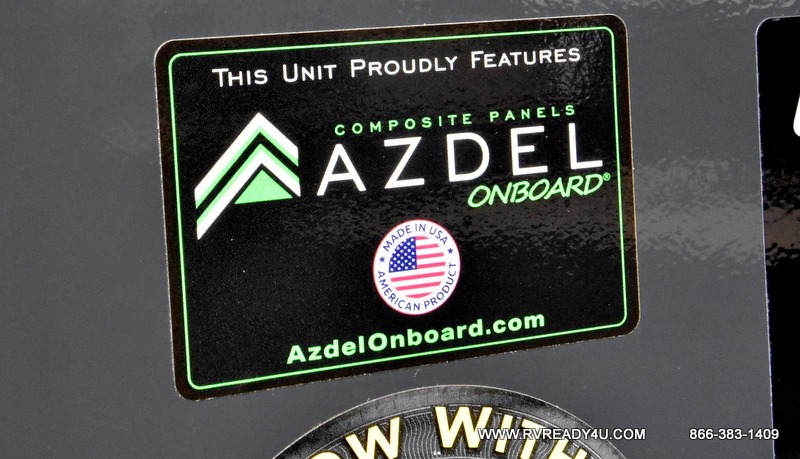 This Unit Proudly Features
COMPOSITE PANELS
AZDEL
ONBOARD®
MADE IN USA
AMERICAN PRODUCT
AzdelOnboard.com
WITH
WWW.RVREADY4U.COM 866-383-1409